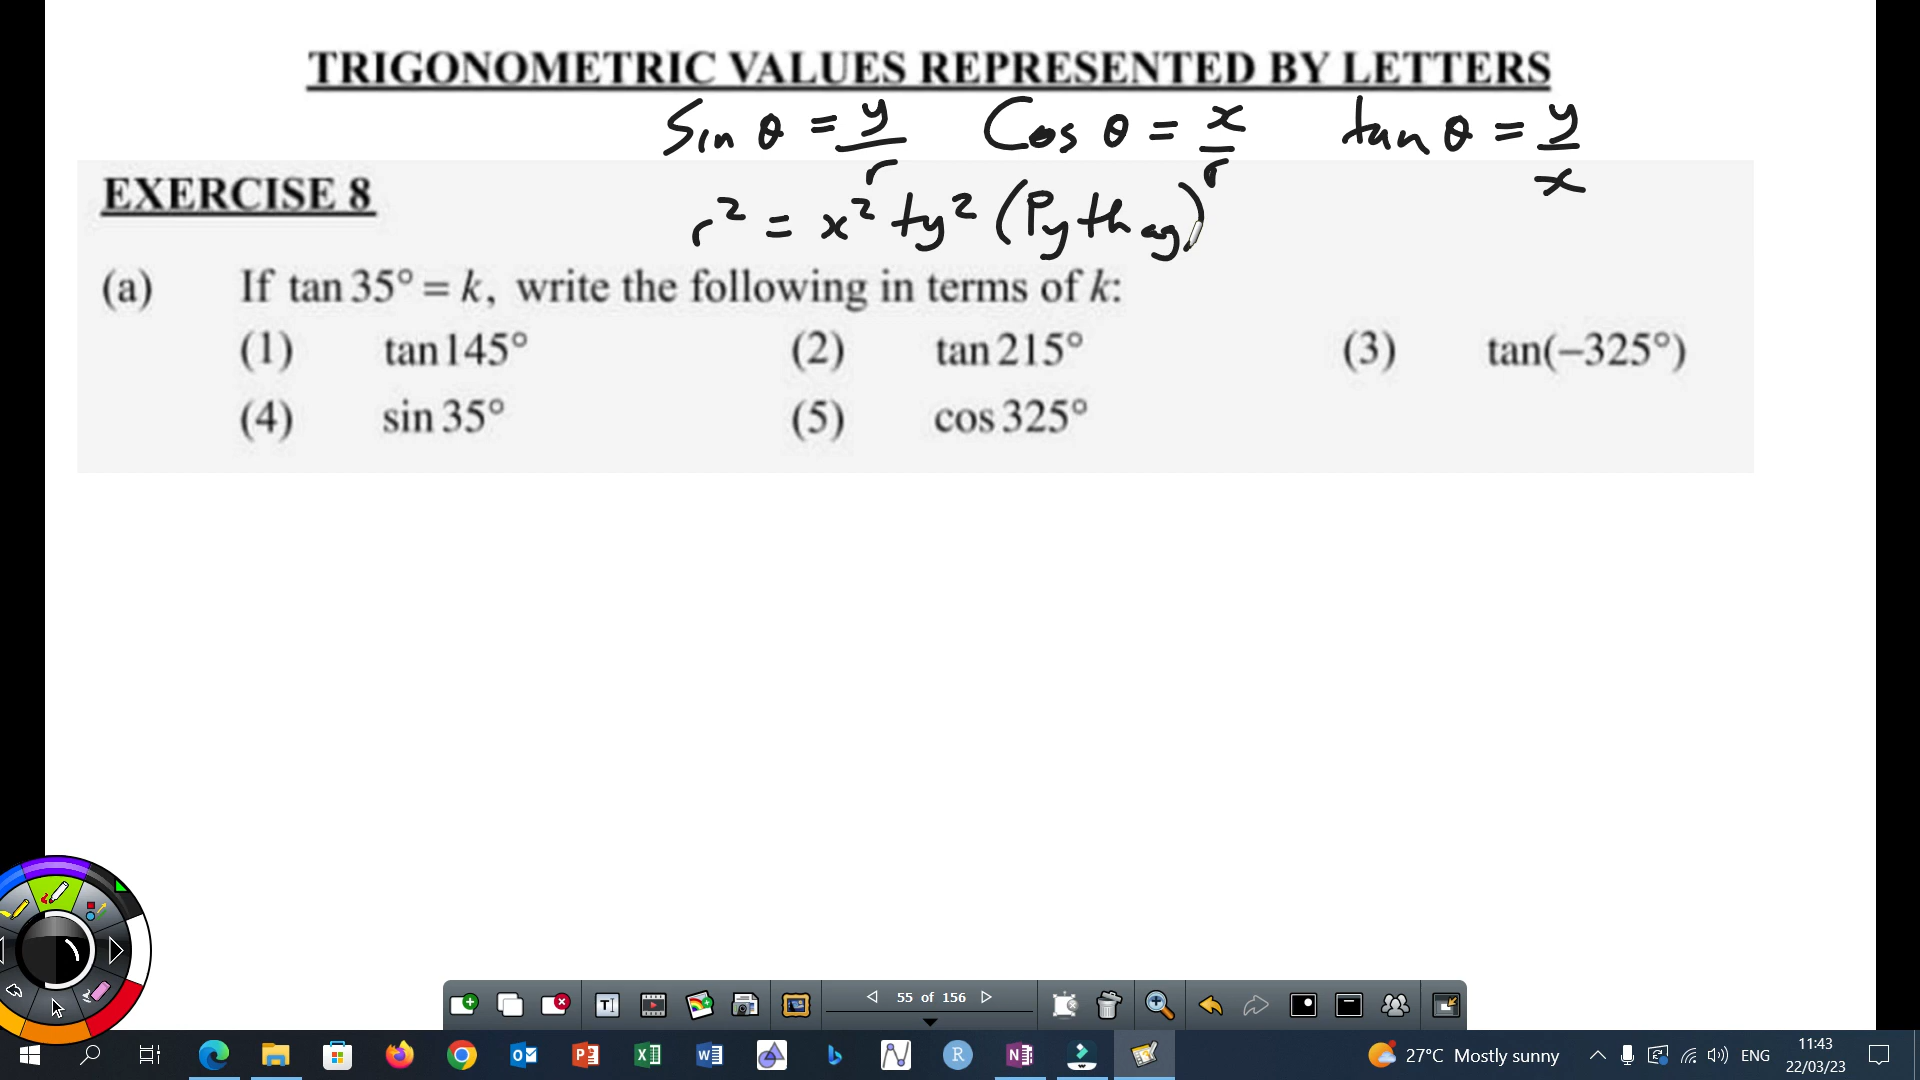 TRIGONOMETRIC VALUES REPRESENTED BY LETTERS
Sin θ = y/r Cos θ = x/r tan θ = y/x
EXERCISE 8
r² = x² + y² (Pythag)
(a) If tan 35° = k, write the following in terms of k:
(1) tan 145° (2) tan 215° (3) tan(−325°)
(4) sin 35° (5) cos 325°
55 of 156
27°C Mostly sunny ENG 11:43
22/03/23